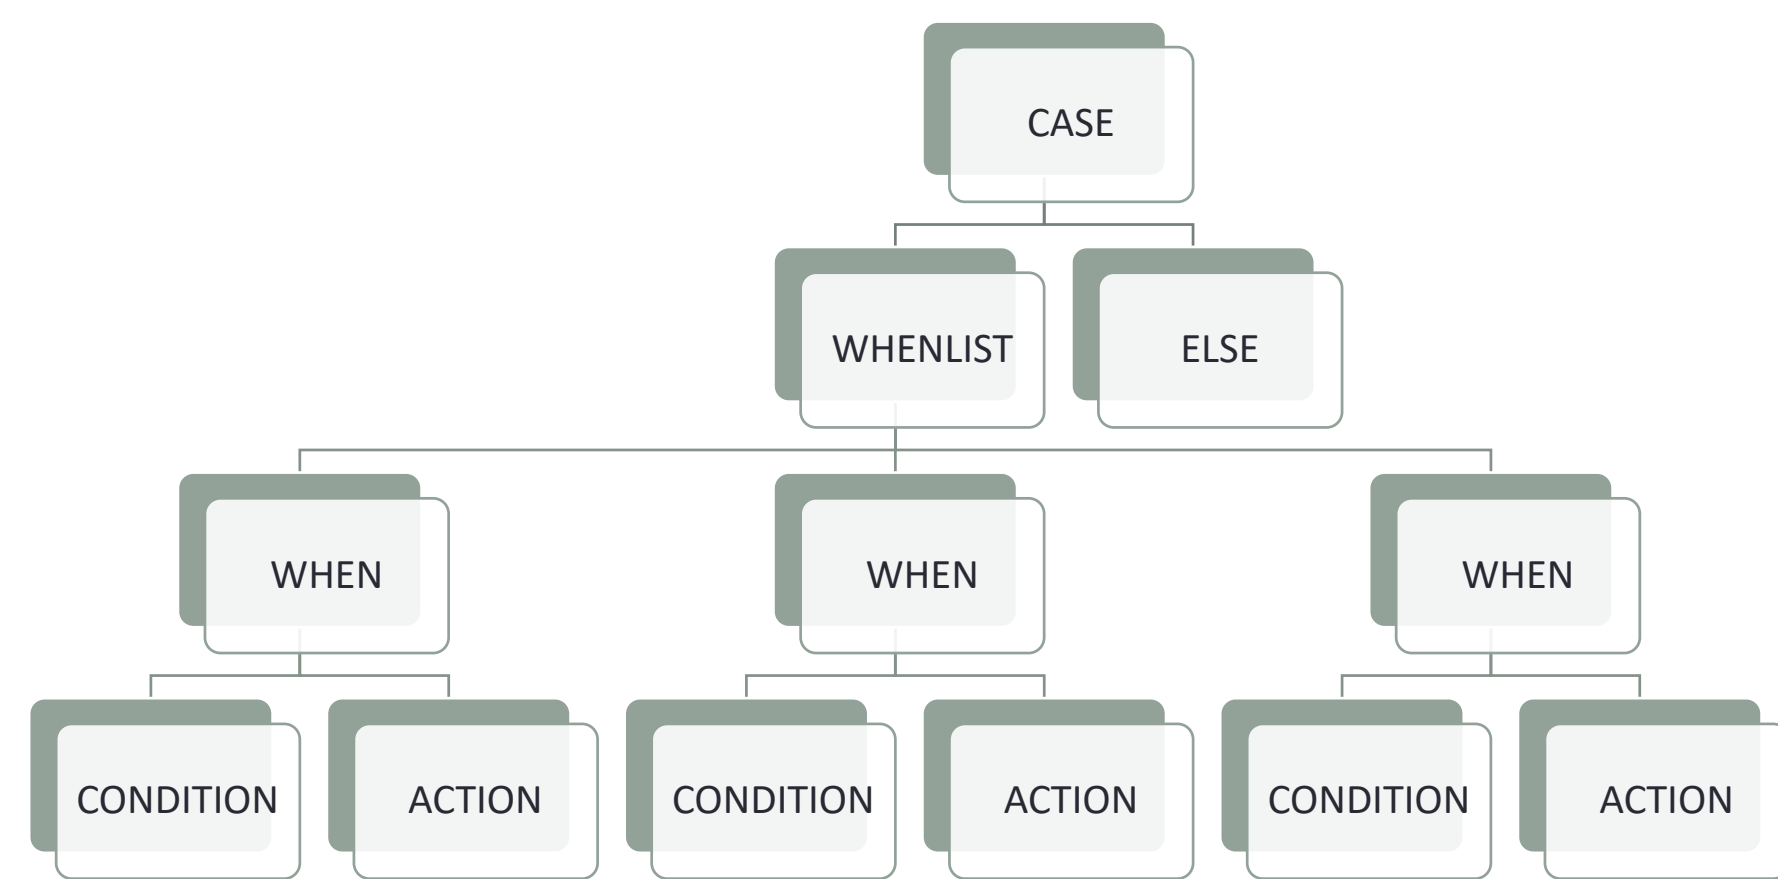 CASE
WHENLIST
ELSE
WHEN
WHEN
WHEN
CONDITION
ACTION
CONDITION
ACTION
CONDITION
ACTION